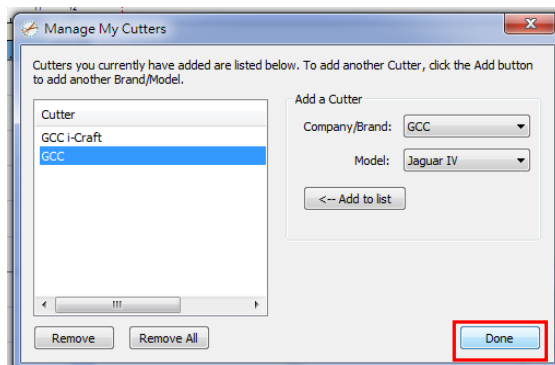 11 12
Manage My Cutters
Cutters you currently have added are listed below. To add another Cutter, click the Add button
to add another Brand/Model.
Cutter
GCC i-Craft
GCC
Add a Cutter
Company/Brand: GCC
Model: Jaguar IV
<-- Add to list
Remove
Remove All
Done